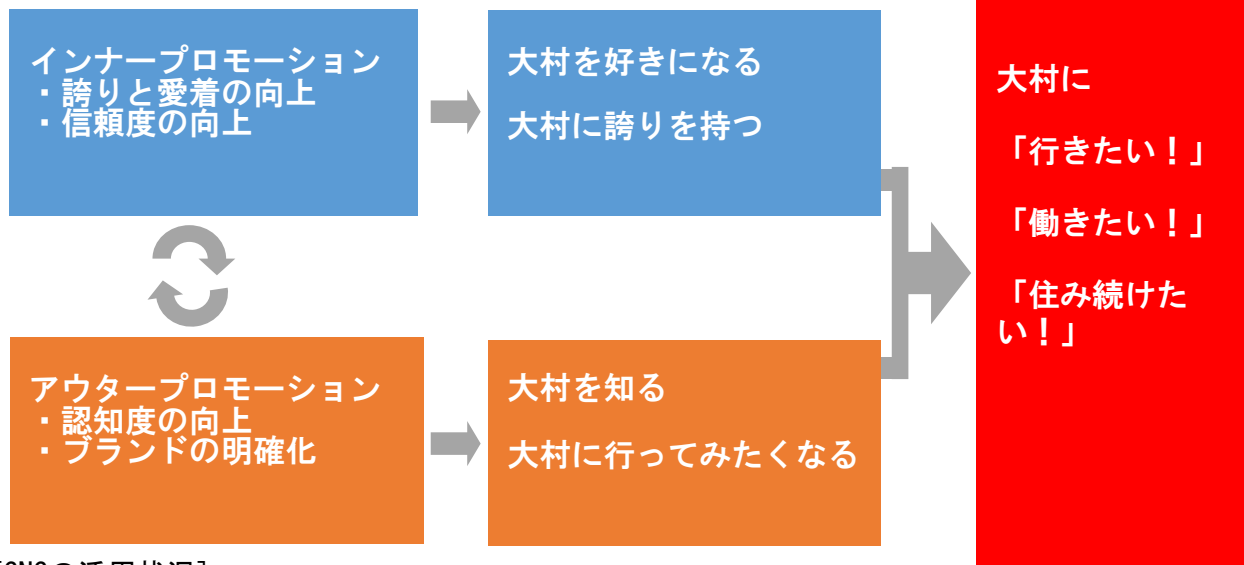 インナープロモーション
・誇りと愛着の向上
・信頼度の向上
大村を好きになる
大村に誇りを持つ
アウタープロモーション
・認知度の向上
・ブランドの明確化
大村を知る
大村に行ってみたくなる
大村に
「行きたい！」
「働きたい！」
「住み続けた
い！」